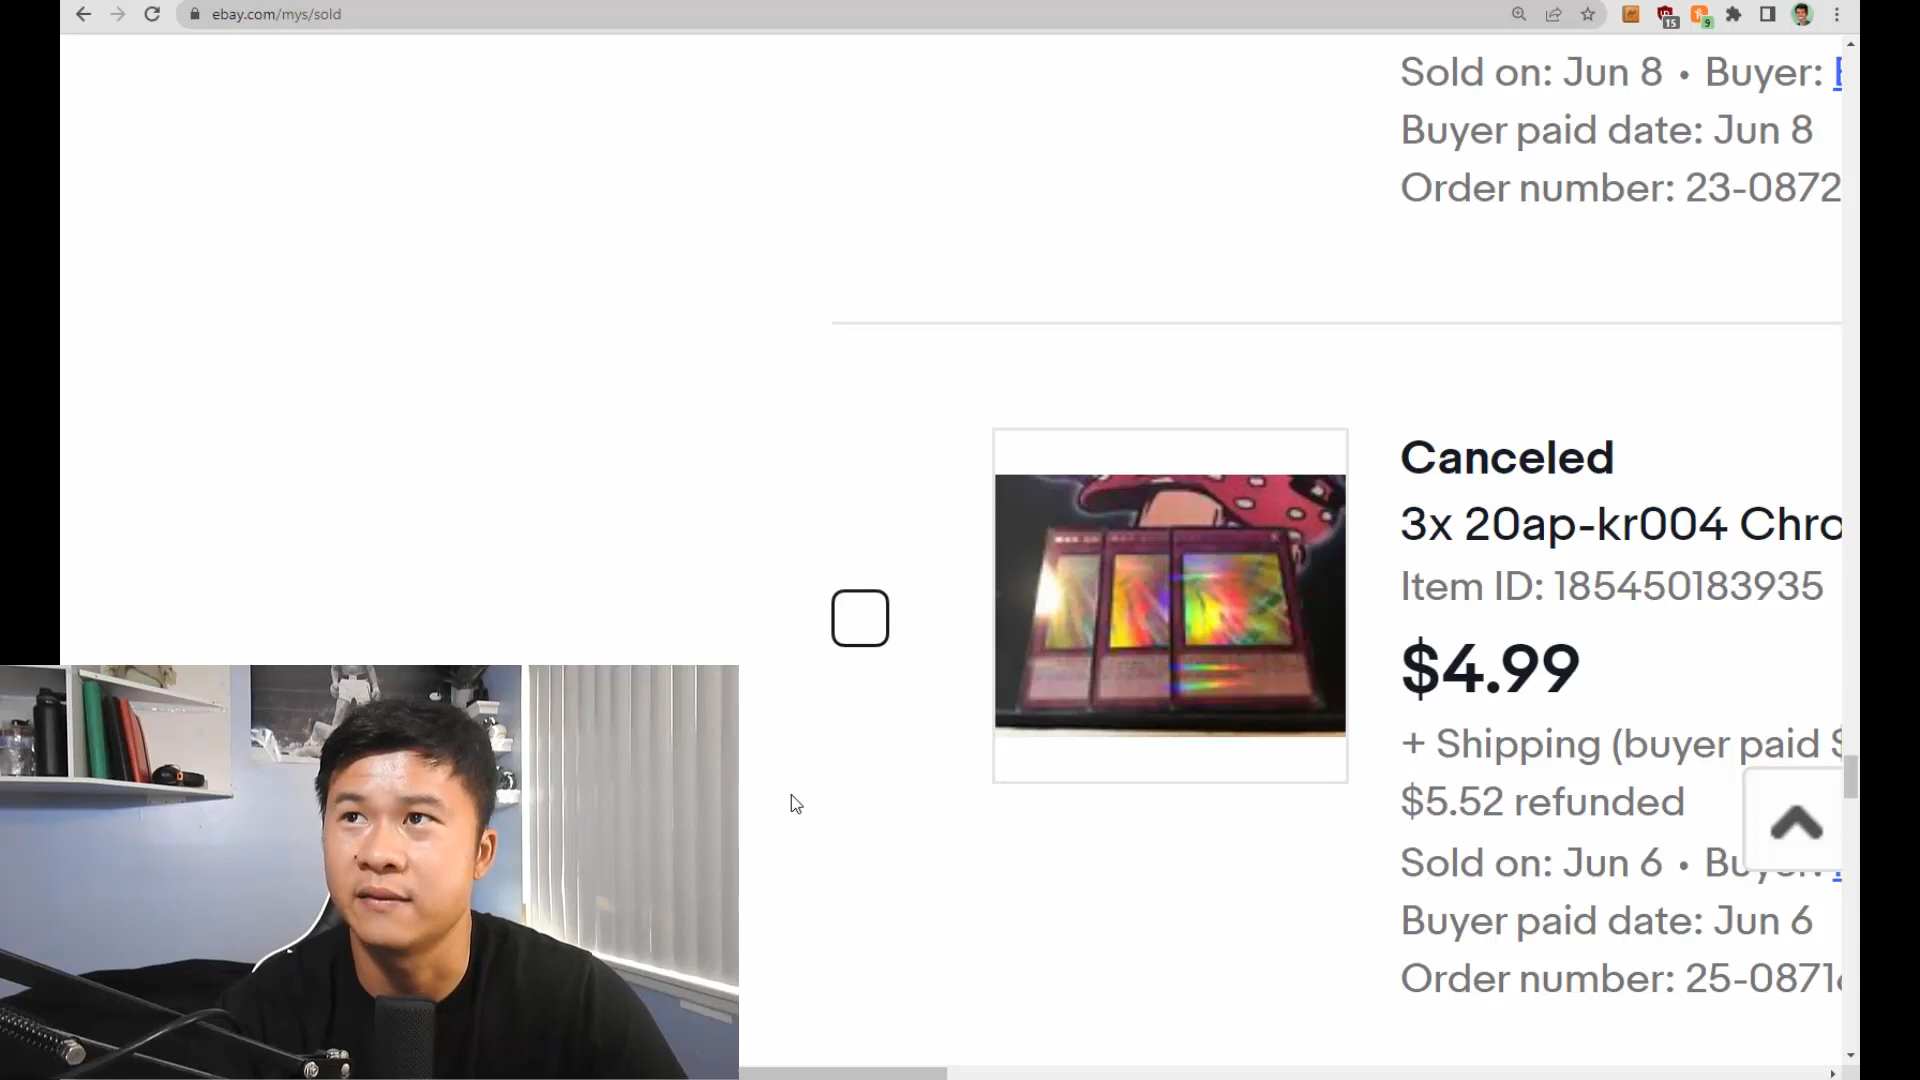 ebay.com/mys/sold
15
9
Sold on: Jun 8 • Buyer:
Buyer paid date: Jun 8
Order number: 23-0872
Canceled
3x 20ap-kr004 Chro
Item ID: 185450183935
$4.99
+ Shipping (buyer paid $
$5.52 refunded
Sold on: Jun 6 •
Buyer paid date: Jun 6
Order number: 25-0871